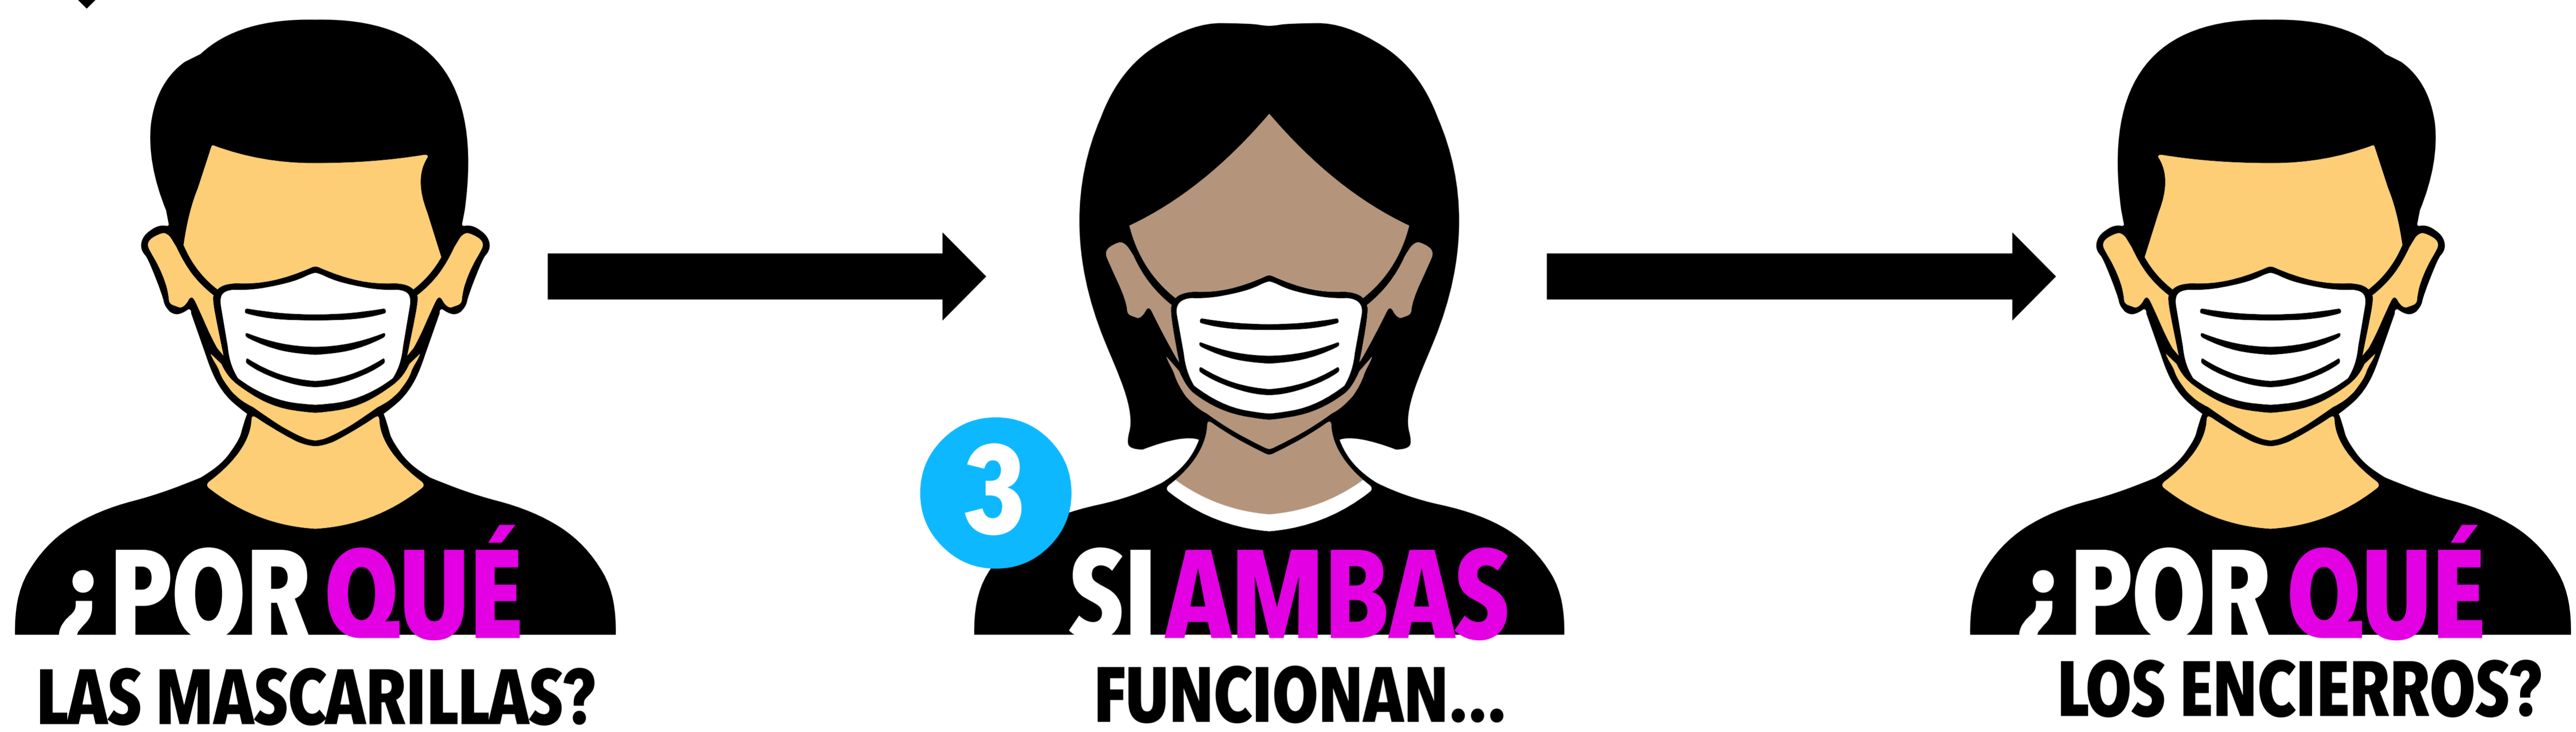 ¿POR QUÉ
LAS MASCARILLAS?
3
SI AMBAS
FUNCIONAN...
¿POR QUÉ
LOS ENCIERROS?